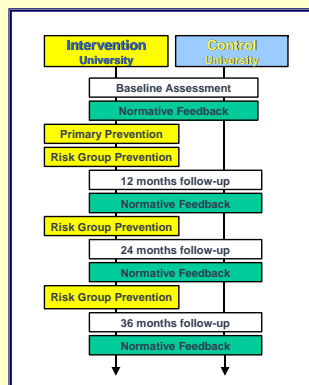 Intervention
University
Control
University
Baseline Assessment
Normative Feedback
Primary Prevention
Risk Group Prevention
12 months follow-up
Normative Feedback
Risk Group Prevention
24 months follow-up
Normative Feedback
Risk Group Prevention
36 months follow-up
Normative Feedback